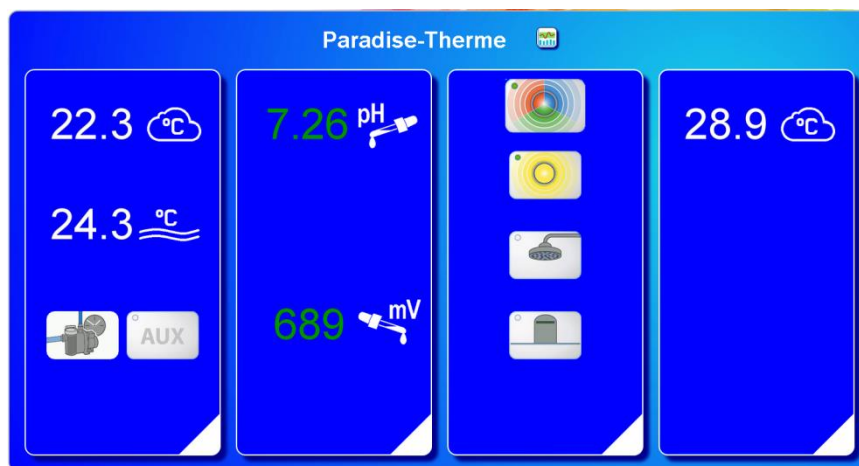 Paradise-Therme
22.3 °C
24.3 °C
AUX
7.26 pH
689 mV
28.9 °C